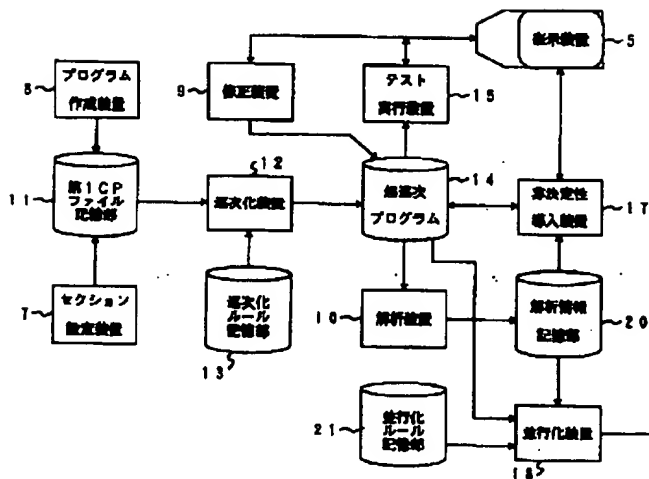 表示装置
5
8
プログラム
作成装置
9
修正装置
テスト
実行装置
15
11
第1CP
ファイル
記憶部
12
逐次化装置
超逐次
プログラム
14
非決定性
導入装置
17
7
セクション
設定装置
逐次化
ルール
記憶部
13
10
解析装置
解析情報
記憶部
20
21
並行化
ルール
記憶部
並行化装置
18